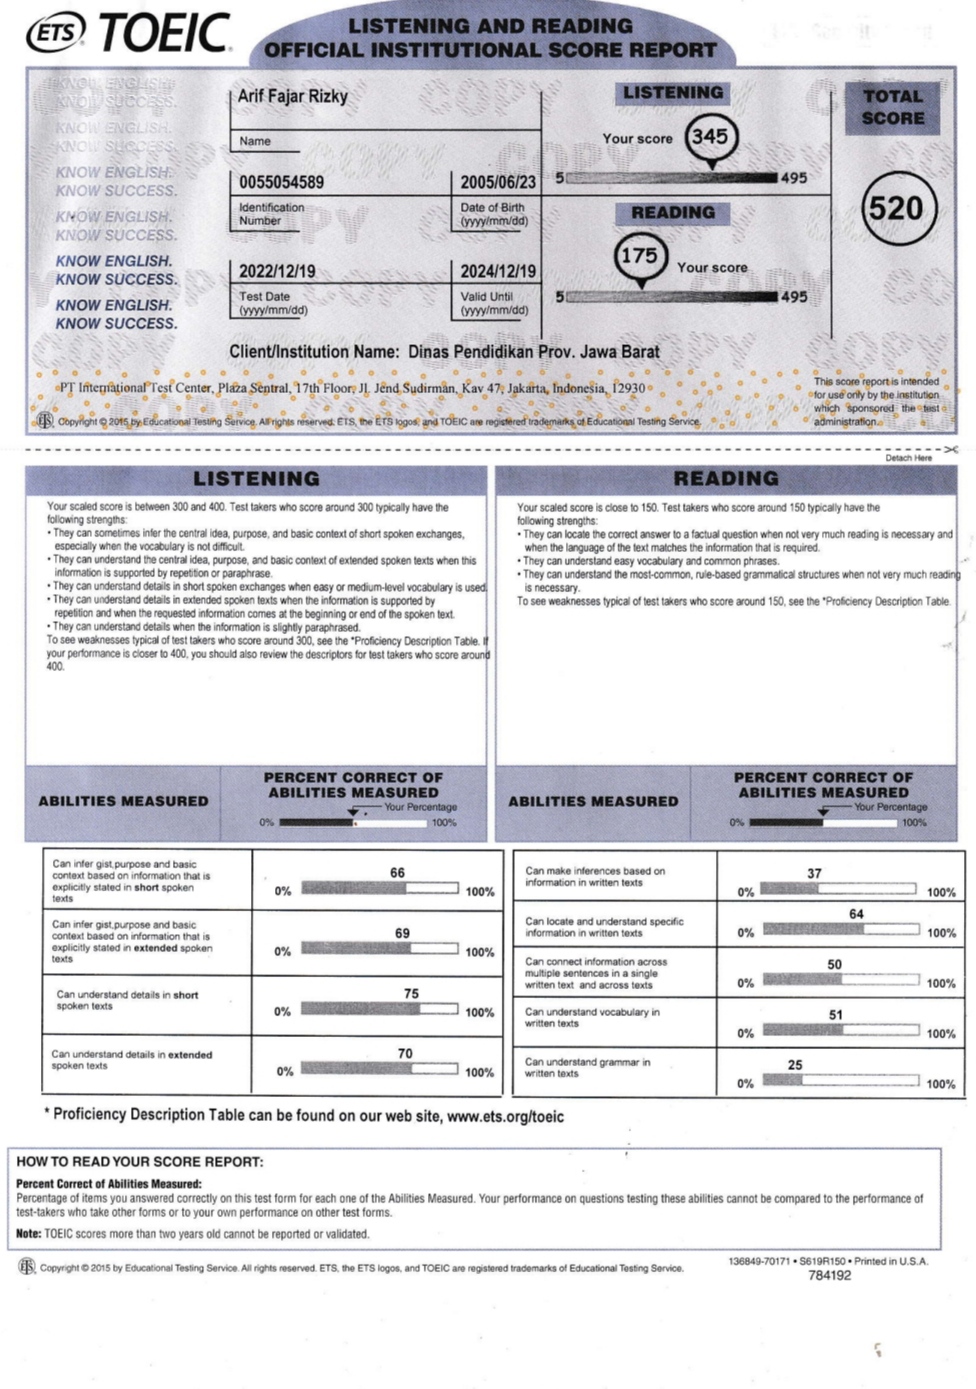 ETS TOEIC
LISTENING AND READING
OFFICIAL INSTITUTIONAL SCORE REPORT
KNOW ENGLISH.
KNOW SUCCESS.
KNOW ENGLISH.
KNOW SUCCESS.
KNOW ENGLISH.
KNOW SUCCESS.
KNOW ENGLISH.
KNOW SUCCESS.
KNOW ENGLISH.
KNOW SUCCESS.
KNOW ENGLISH.
KNOW SUCCESS.
Arif Fajar Rizky
Name
0055054589
2005/06/23
Identification
Number
Date of Birth
(yyyy/mm/dd)
2022/12/19
2024/12/19
Test Date
(yyyy/mm/dd)
Valid Until
(yyyy/mm/dd)
LISTENING
Your score 345
5 495
READING
175 Your score
5 495
TOTAL
SCORE
520
COPY
Client/Institution Name: Dinas Pendidikan Prov. Jawa Barat
PT International Test Center, Plaza Sentral, 17th Floor, Jl. Jend Sudirman, Kav 47, Jakarta, Indonesia, 12930
This score report is intended
for use only by the institution
which sponsored the test
administration.
Copyright © 2015 by Educational Testing Service. All rights reserved. ETS, the ETS logos, and TOEIC are registered trademarks of Educational Testing Service.
Detach Here
LISTENING
Your scaled score is between 300 and 400. Test takers who score around 300 typically have the
following strengths:
• They can sometimes infer the central idea, purpose, and basic context of short spoken exchanges,
especially when the vocabulary is not difficult.
• They can understand the central idea, purpose, and basic context of extended spoken texts when this
information is supported by repetition or paraphrase.
• They can understand details in short spoken exchanges when easy or medium-level vocabulary is used.
• They can understand details in extended spoken texts when the information is supported by
repetition and when the requested information comes at the beginning or end of the spoken text.
• They can understand details when the information is slightly paraphrased.
To see weaknesses typical of test takers who score around 300, see the *Proficiency Description Table. If
your performance is closer to 400, you should also review the descriptors for test takers who score around
400.
READING
Your scaled score is close to 150. Test takers who score around 150 typically have the
following strengths:
• They can locate the correct answer to a factual question when not very much reading is necessary and
when the language of the text matches the information that is required.
• They can understand easy vocabulary and common phrases.
• They can understand the most-common, rule-based grammatical structures when not very much reading
is necessary.
To see weaknesses typical of test takers who score around 150, see the *Proficiency Description Table.
ABILITIES MEASURED
PERCENT CORRECT OF
ABILITIES MEASURED
Your Percentage
0% 100%
Can infer gist,purpose and basic
context based on information that is
explicitly stated in short spoken
texts
66
0% 100%
Can infer gist,purpose and basic
context based on information that is
explicitly stated in extended spoken
texts
69
0% 100%
Can understand details in short
spoken texts
75
0% 100%
Can understand details in extended
spoken texts
70
0% 100%
ABILITIES MEASURED
PERCENT CORRECT OF
ABILITIES MEASURED
Your Percentage
0% 100%
Can make inferences based on
information in written texts
37
0% 100%
Can locate and understand specific
information in written texts
64
0% 100%
Can connect information across
multiple sentences in a single
written text and across texts
50
0% 100%
Can understand vocabulary in
written texts
51
0% 100%
Can understand grammar in
written texts
25
0% 100%
* Proficiency Description Table can be found on our web site, www.ets.org/toeic
HOW TO READ YOUR SCORE REPORT:
Percent Correct of Abilities Measured:
Percentage of items you answered correctly on this test form for each one of the Abilities Measured. Your performance on questions testing these abilities cannot be compared to the performance of
test-takers who take other forms or to your own performance on other test forms.
Note: TOEIC scores more than two years old cannot be reported or validated.
Copyright © 2015 by Educational Testing Service. All rights reserved. ETS, the ETS logos, and TOEIC are registered trademarks of Educational Testing Service.
136849-70171 • S619R150 • Printed in U.S.A.
784192